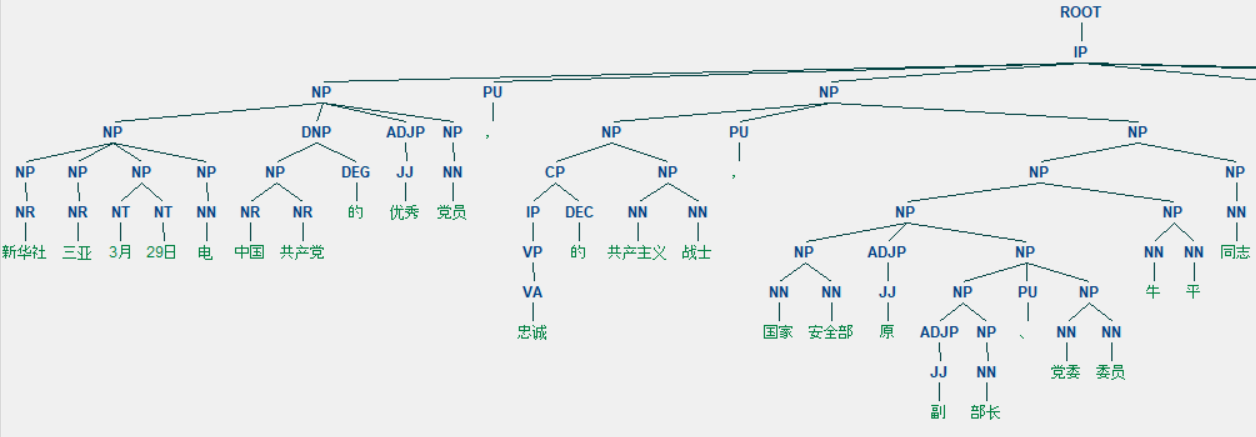 ROOT
IP
NP PU NP
NP DNP ADJP NP , NP PU NP
NP NP NP NP NP DEG JJ NN CP NP , NP NP
NR NR NT NT NN NR NR 的 优秀 党员 IP DEC NN NN NP NP NN
新华社 三亚 3月 29日 电 中国 共产党 VP 的 共产主义 战士 NP ADJP NP NN NN 同志
VA NN NN JJ NP PU NP 牛 平
忠诚 国家 安全部 原 ADJP NP 、 NN NN
JJ NN 党委 委员
副 部长